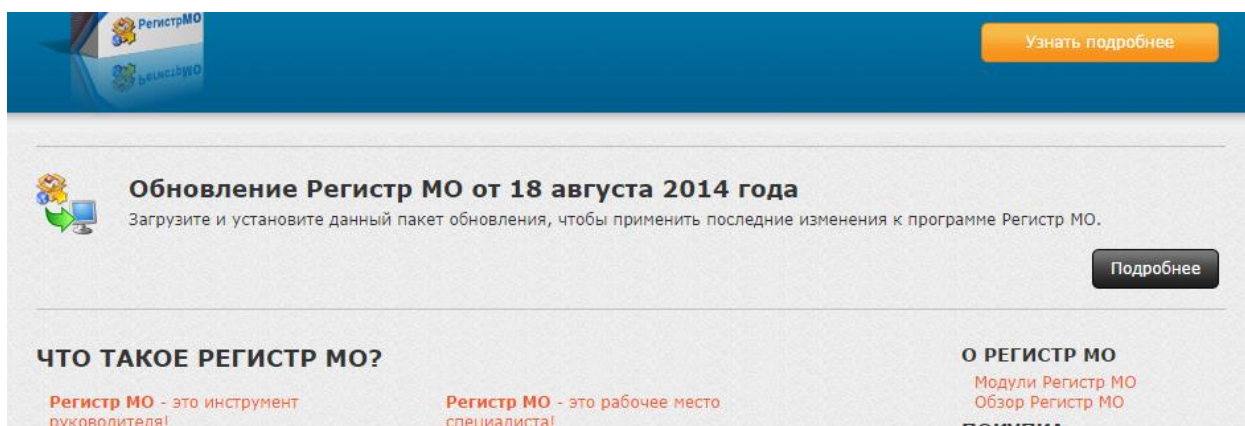 РегистрМО
Узнать подробнее
Обновление Регистр МО от 18 августа 2014 года
Загрузите и установите данный пакет обновления, чтобы применить последние изменения к программе Регистр МО.
Подробнее
ЧТО ТАКОЕ РЕГИСТР МО?
Регистр МО - это инструмент
руководителя!
Регистр МО - это рабочее место
специалиста!
О РЕГИСТР МО
Модули Регистр МО
Обзор Регистр МО
ПОКУПКА